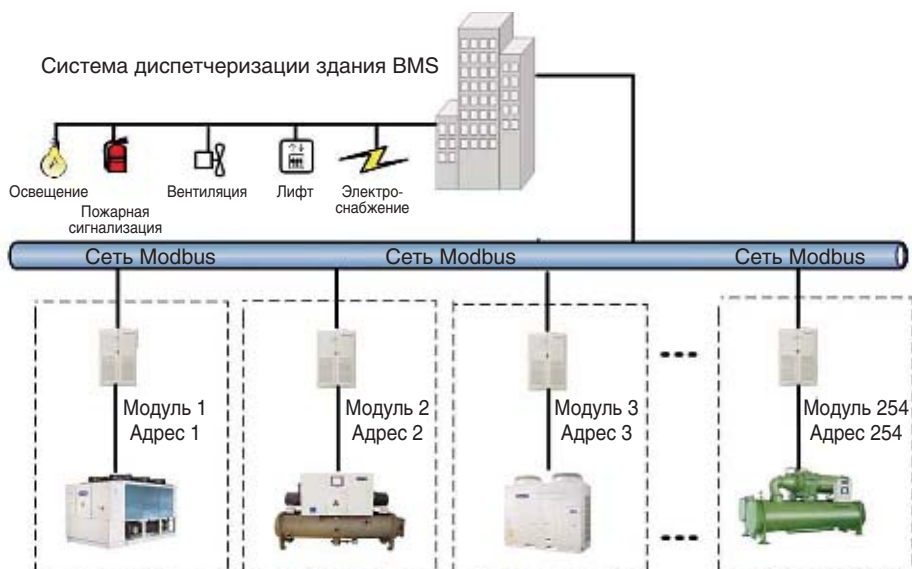 Система диспетчеризации здания BMS
Освещение
Пожарная
сигнализация
Вентиляция
Лифт
Электро-
снабжение
Сеть Modbus
Сеть Modbus
Сеть Modbus
Модуль 1
Адрес 1
Модуль 2
Адрес 2
Модуль 3
Адрес 3
Модуль 254
Адрес 254